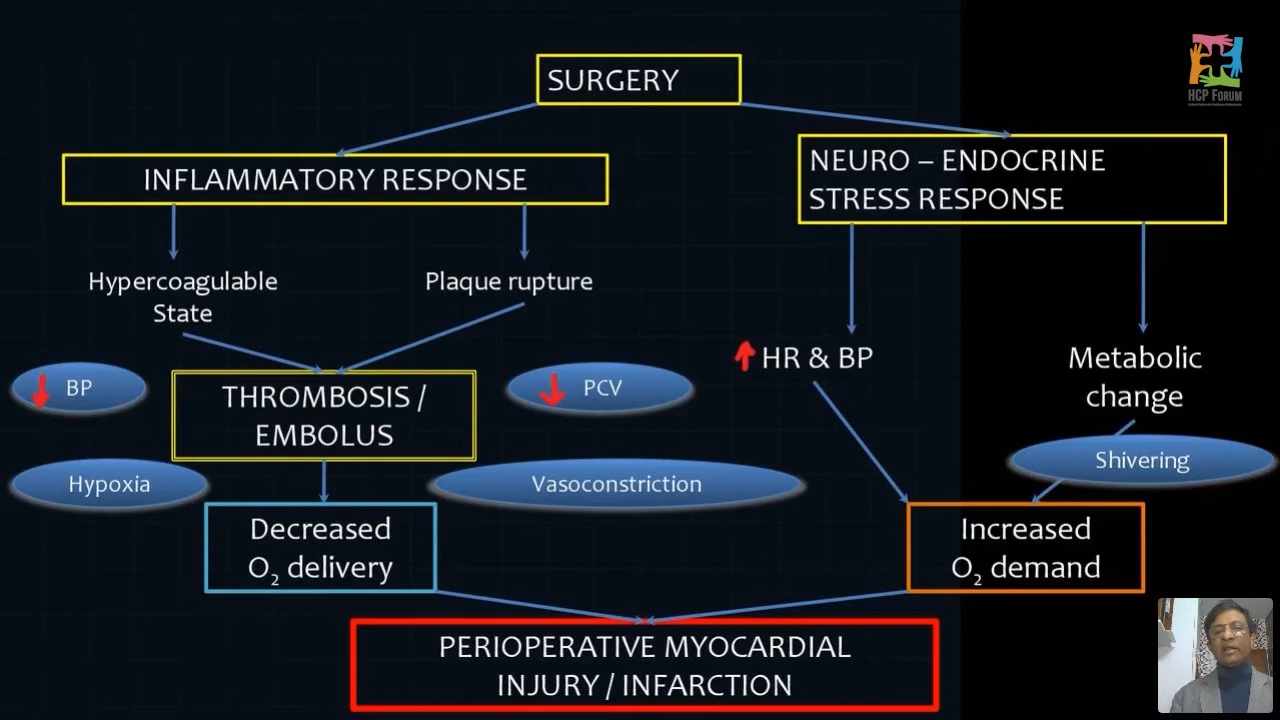 HCP FORUM
SURGERY
INFLAMMATORY RESPONSE
NEURO – ENDOCRINE
STRESS RESPONSE
Hypercoagulable
State
Plaque rupture
HR & BP
Metabolic
change
BP
THROMBOSIS /
EMBOLUS
PCV
Shivering
Hypoxia
Vasoconstriction
Decreased
O₂ delivery
Increased
O₂ demand
PERIOPERATIVE MYOCARDIAL
INJURY / INFARCTION